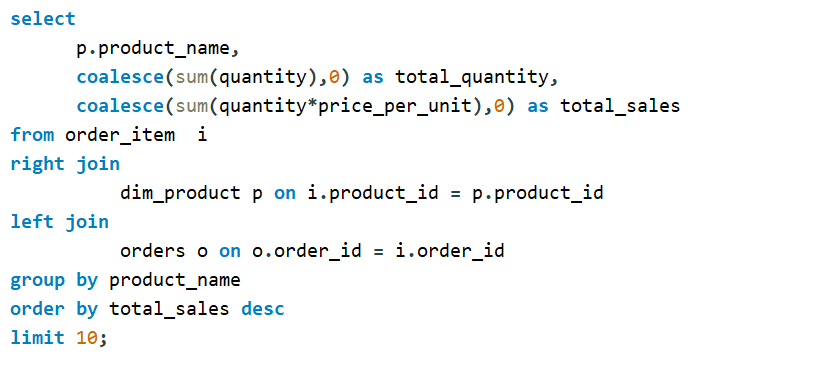 select
p.product_name,
coalesce(sum(quantity),0) as total_quantity,
coalesce(sum(quantity*price_per_unit),0) as total_sales
from order_item  i
right join
dim_product p on i.product_id = p.product_id
left join
orders o on o.order_id = i.order_id
group by product_name
order by total_sales desc
limit 10;